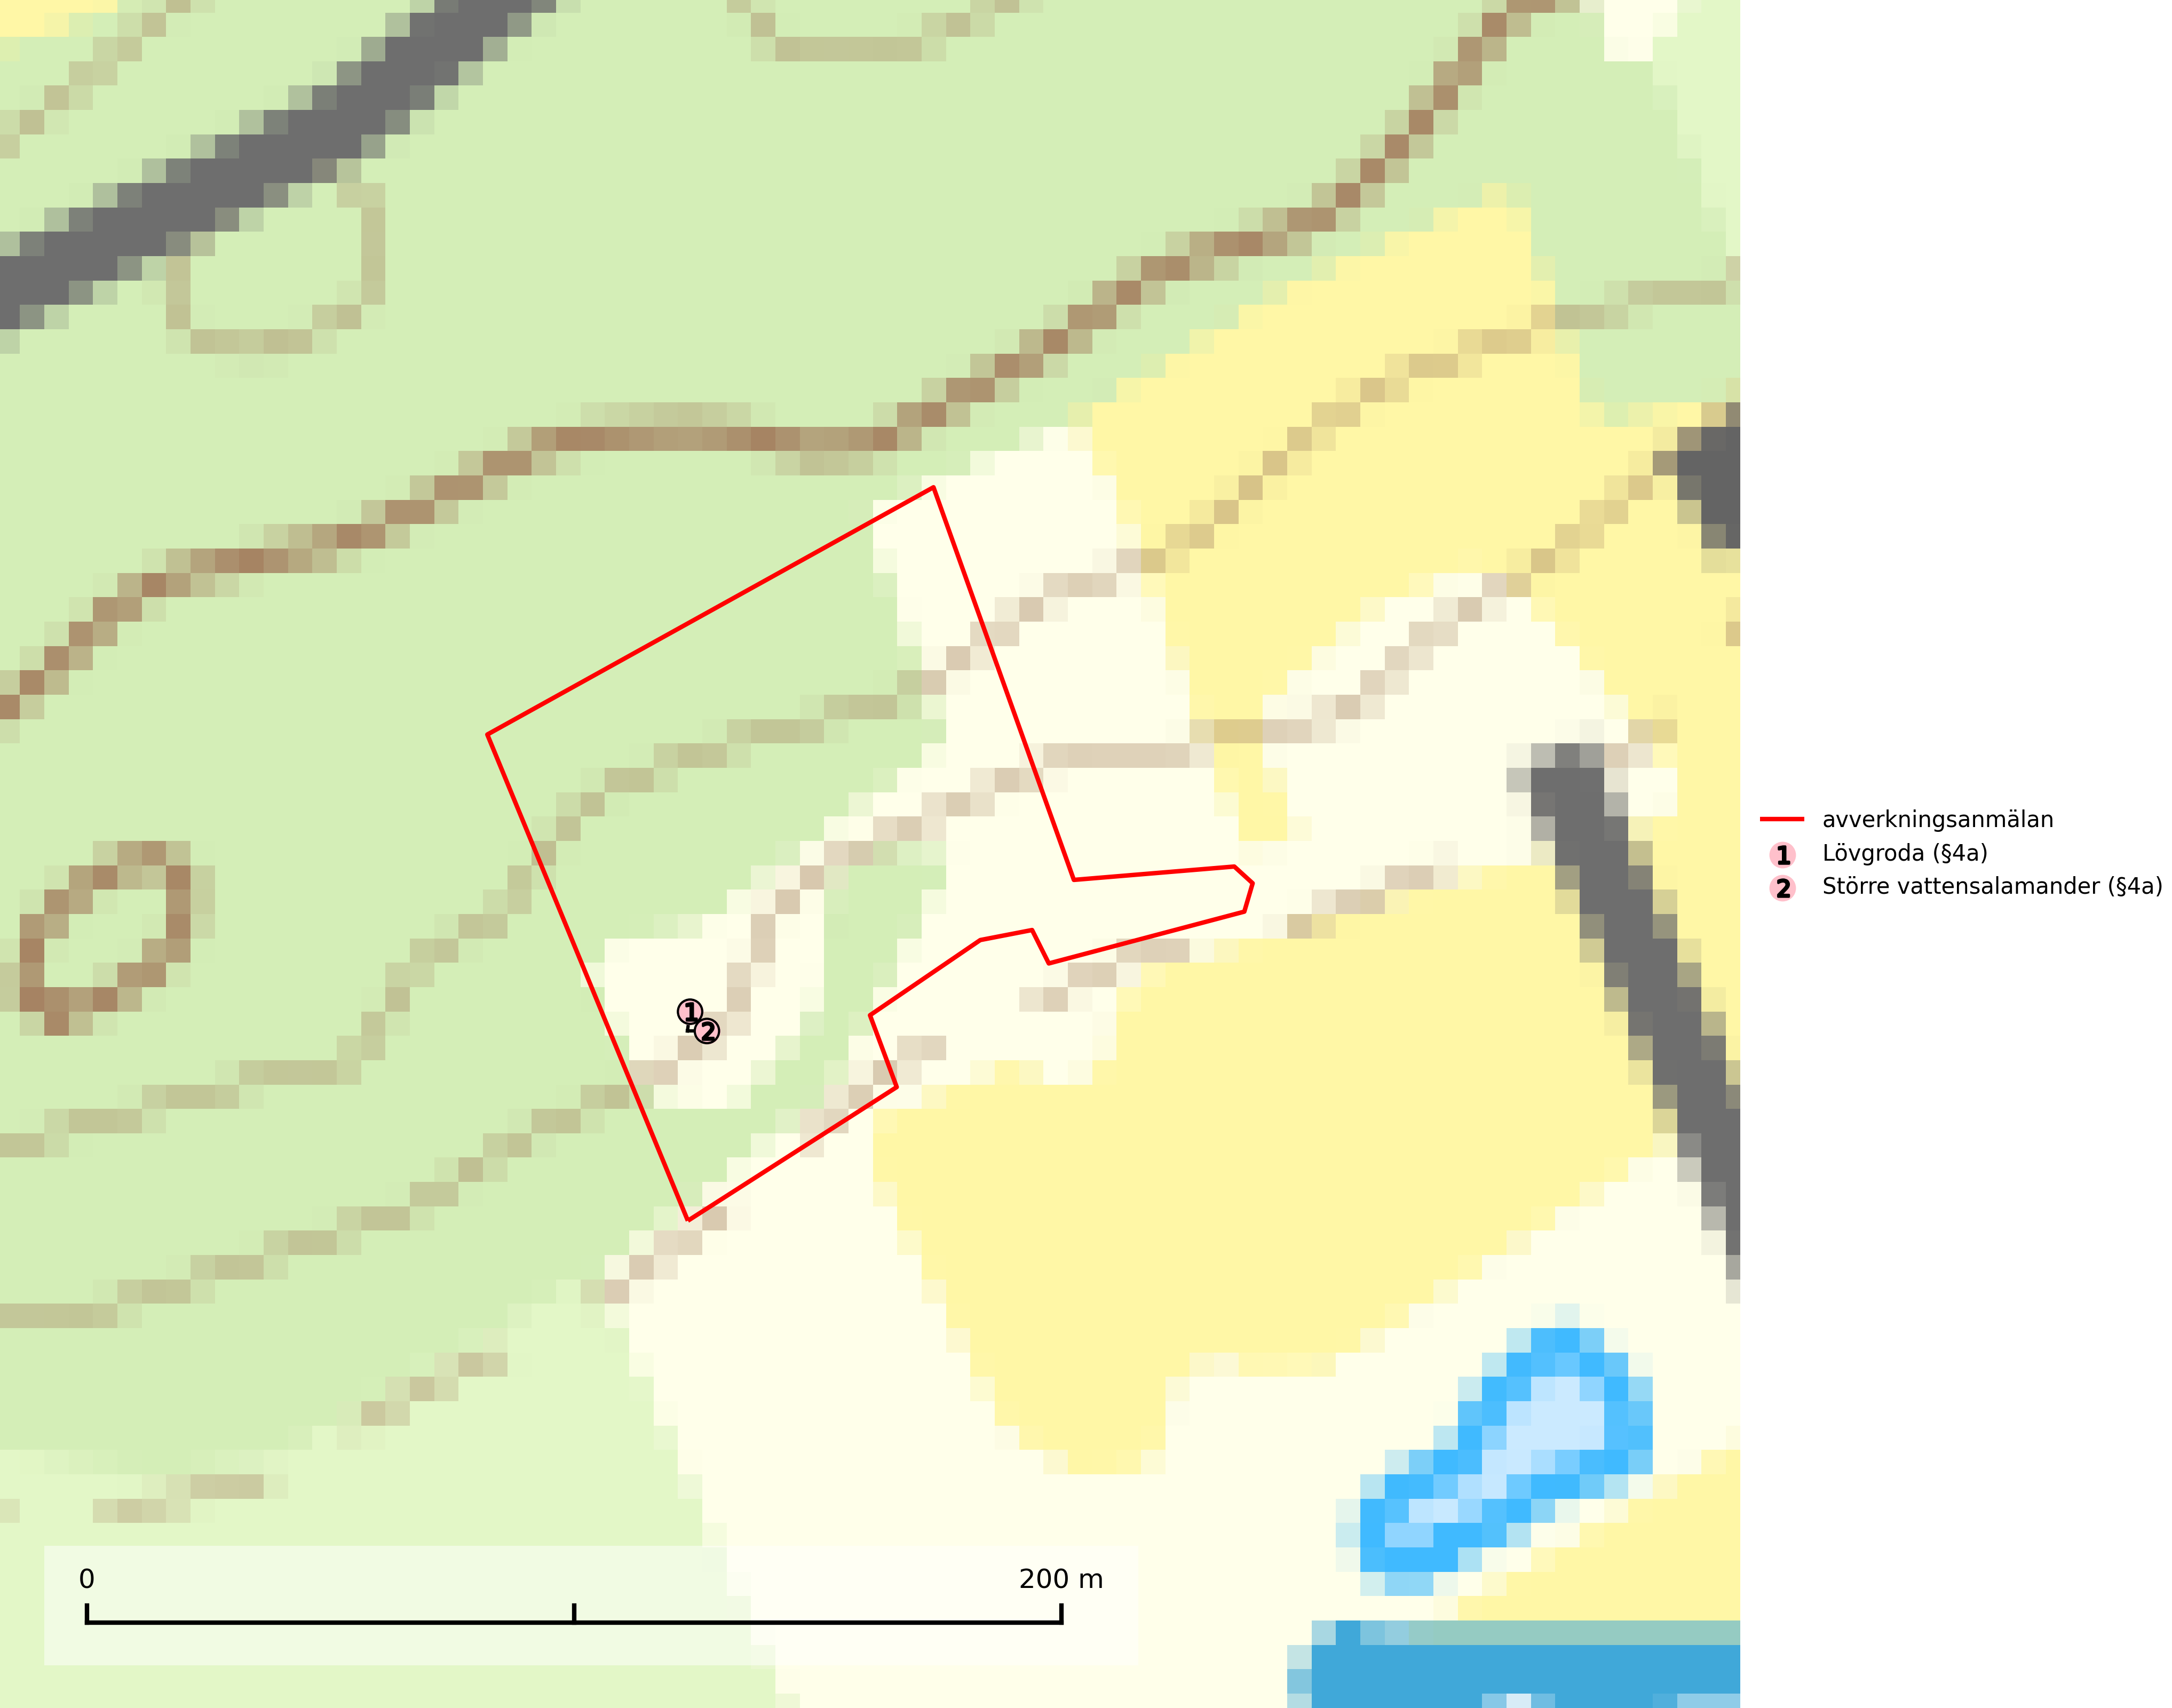 avverkningsanmälan
1 Lövgroda (§4a)
2 Större vattensalamander (§4a)
1
2
0 200 m